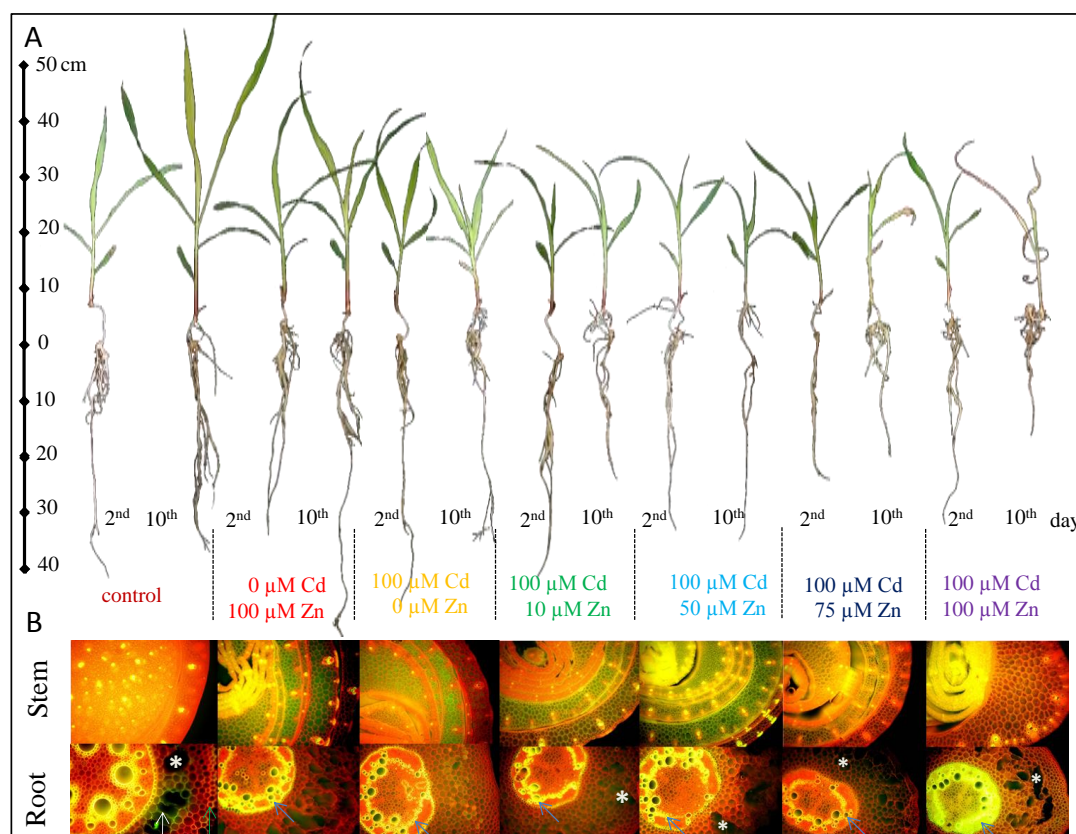 A
50 cm
40
30
20
10
0
10
20
30
40
2nd 10th 2nd 10th 2nd 10th 2nd 10th 2nd 10th 2nd 10th 2nd 10th day
control
0 µM Cd
100 µM Zn
100 µM Cd
0 µM Zn
100 µM Cd
10 µM Zn
100 µM Cd
50 µM Zn
100 µM Cd
75 µM Zn
100 µM Cd
100 µM Zn
B
Stem
Root
* * * * *